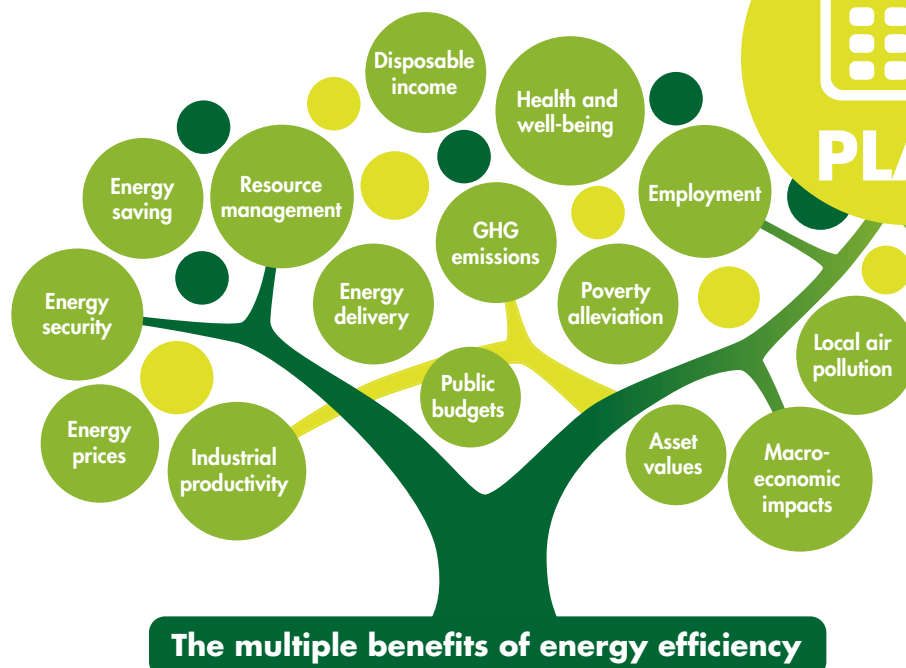 Disposable
income
Health and
well-being
PLA
Energy
saving
Resource
management
Employment
GHG
emissions
Energy
security
Energy
delivery
Poverty
alleviation
Local air
pollution
Public
budgets
Energy
prices
Industrial
productivity
Asset
values
Macro-
economic
impacts
The multiple benefits of energy efficiency